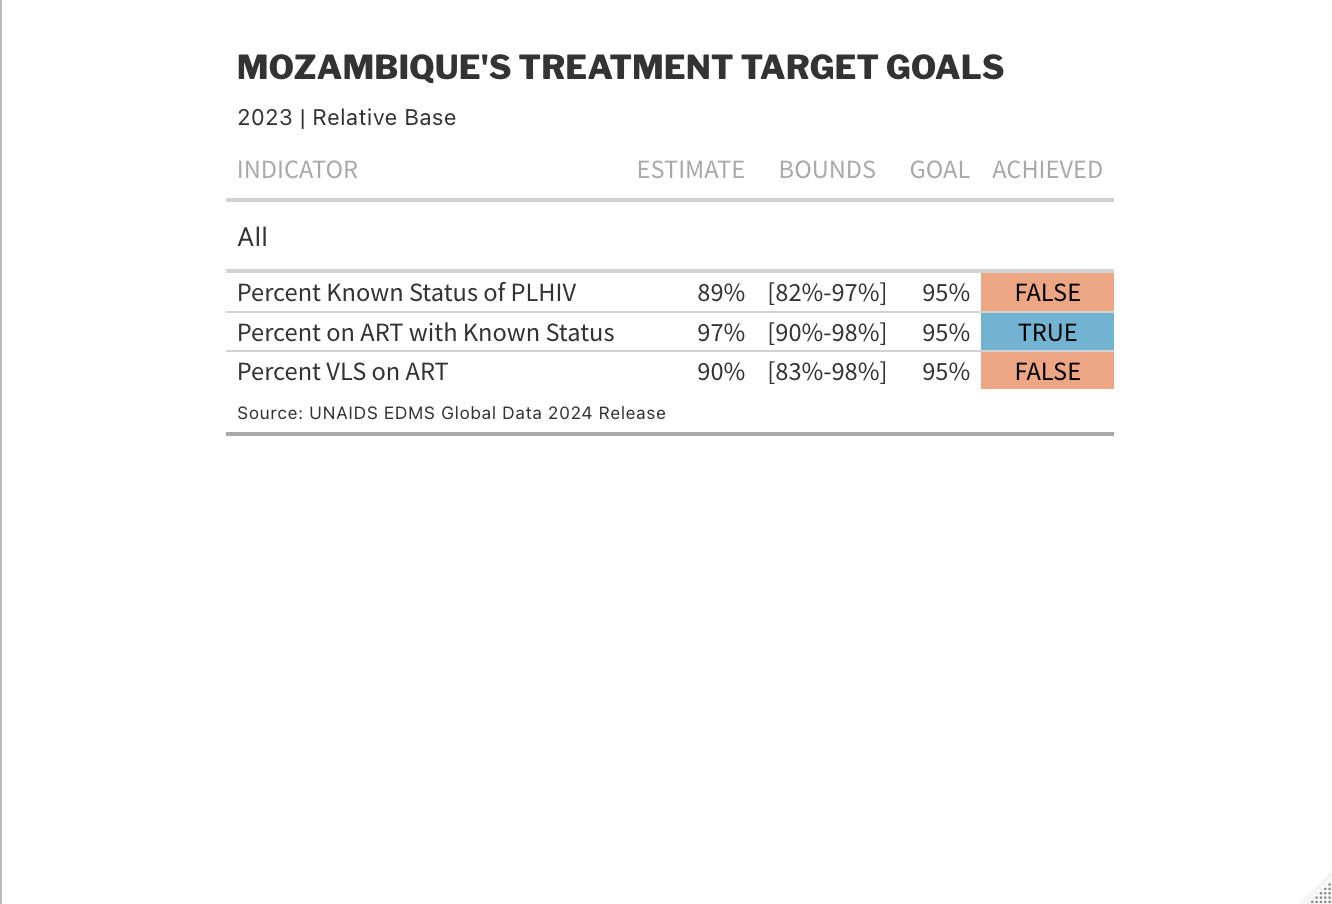 MOZAMBIQUE'S TREATMENT TARGET GOALS
2023 | Relative Base
INDICATOR ESTIMATE BOUNDS GOAL ACHIEVED
All
Percent Known Status of PLHIV 89% [82%-97%] 95% FALSE
Percent on ART with Known Status 97% [90%-98%] 95% TRUE
Percent VLS on ART 90% [83%-98%] 95% FALSE
Source: UNAIDS EDMS Global Data 2024 Release